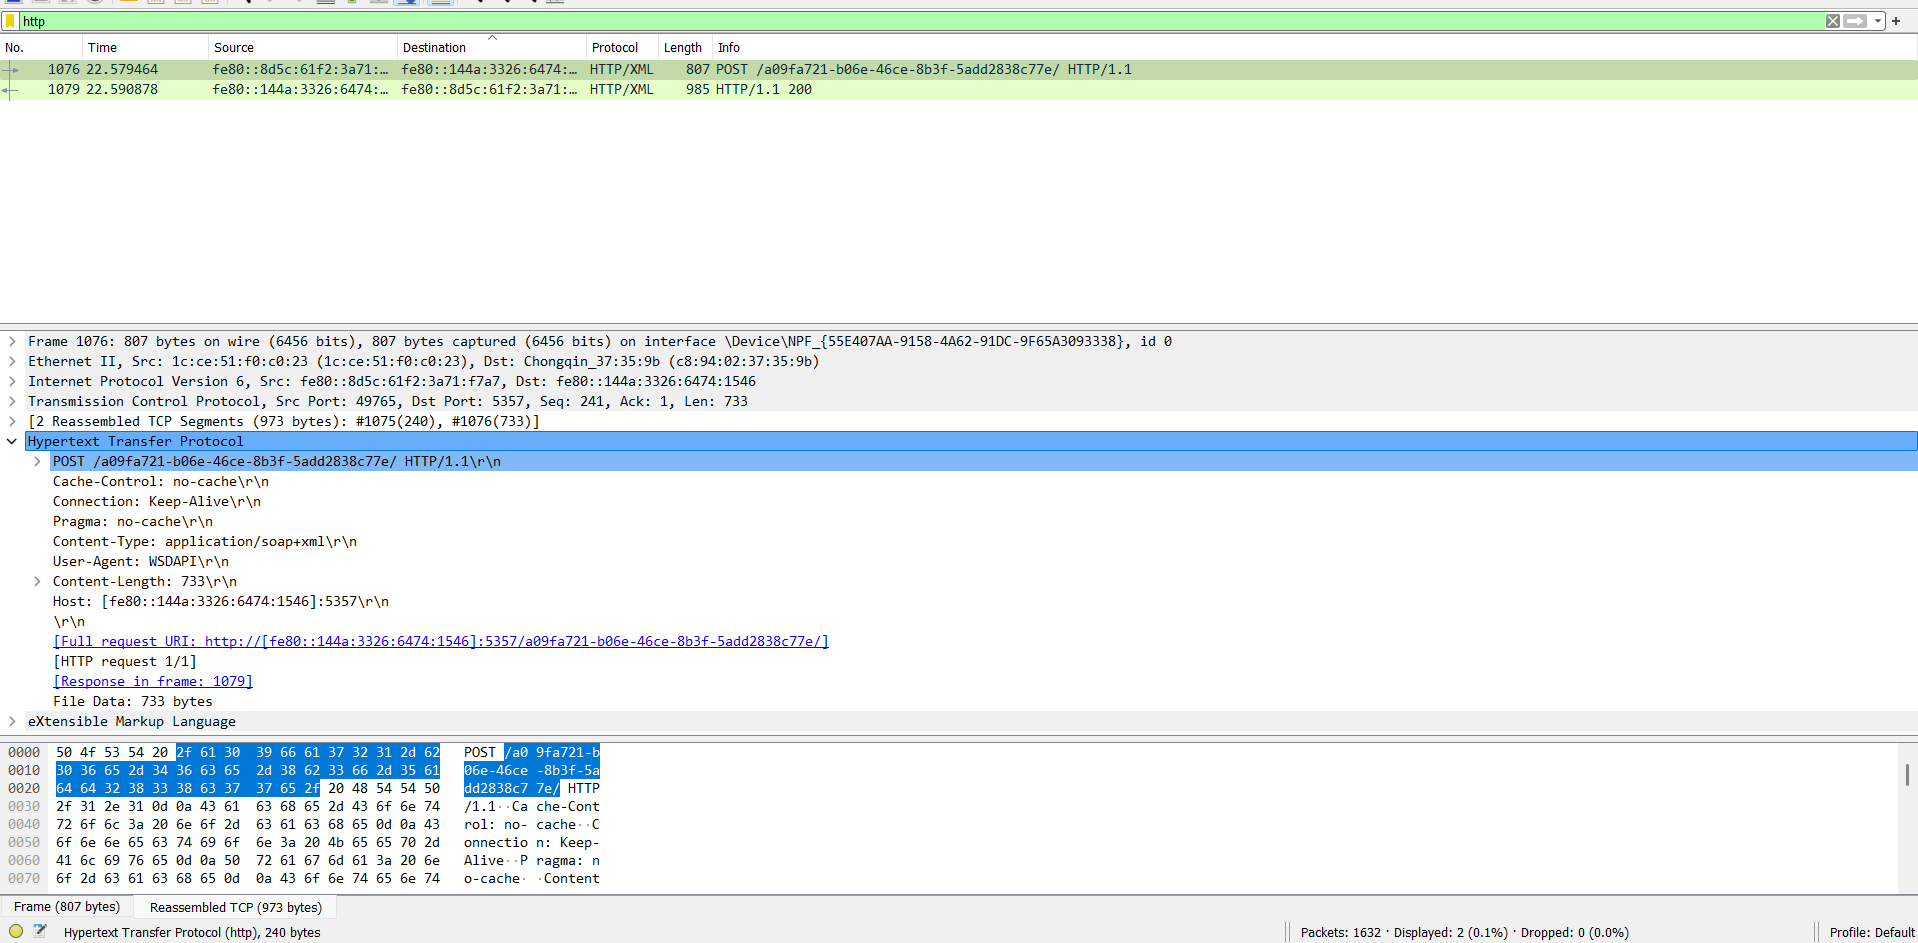 http
No. Time Source Destination Protocol Length Info
1076 22.579464 fe80::8d5c:61f2:3a71:… fe80::144a:3326:6474:… HTTP/XML 807 POST /a09fa721-b06e-46ce-8b3f-5add2838c77e/ HTTP/1.1
1079 22.590878 fe80::144a:3326:6474:… fe80::8d5c:61f2:3a71:… HTTP/XML 985 HTTP/1.1 200
Frame 1076: 807 bytes on wire (6456 bits), 807 bytes captured (6456 bits) on interface \Device\NPF_{55E407AA-9158-4A62-91DC-9F65A3093338}, id 0
Ethernet II, Src: 1c:ce:51:f0:c0:23 (1c:ce:51:f0:c0:23), Dst: Chongqin_37:35:9b (c8:94:02:37:35:9b)
Internet Protocol Version 6, Src: fe80::8d5c:61f2:3a71:f7a7, Dst: fe80::144a:3326:6474:1546
Transmission Control Protocol, Src Port: 49765, Dst Port: 5357, Seq: 241, Ack: 1, Len: 733
[2 Reassembled TCP Segments (973 bytes): #1075(240), #1076(733)]
Hypertext Transfer Protocol
POST /a09fa721-b06e-46ce-8b3f-5add2838c77e/ HTTP/1.1\r\n
Cache-Control: no-cache\r\n
Connection: Keep-Alive\r\n
Pragma: no-cache\r\n
Content-Type: application/soap+xml\r\n
User-Agent: WSDAPI\r\n
Content-Length: 733\r\n
Host: [fe80::144a:3326:6474:1546]:5357\r\n
\r\n
[Full request URI: http://[fe80::144a:3326:6474:1546]:5357/a09fa721-b06e-46ce-8b3f-5add2838c77e/]
[HTTP request 1/1]
[Response in frame: 1079]
File Data: 733 bytes
eXtensible Markup Language
0000 50 4f 53 54 20 2f 61 30 39 66 61 37 32 31 2d 62 POST /a0 9fa721-b
0010 30 36 65 2d 34 36 63 65 2d 38 62 33 66 2d 35 61 06e-46ce -8b3f-5a
0020 64 64 32 38 33 38 63 37 37 65 2f 20 48 54 54 50 dd2838c7 7e/ HTTP
0030 2f 31 2e 31 0d 0a 43 61 63 68 65 2d 43 6f 6e 74 /1.1··Ca che-Cont
0040 72 6f 6c 3a 20 6e 6f 2d 63 61 63 68 65 0d 0a 43 rol: no- cache··C
0050 6f 6e 6e 65 63 74 69 6f 6e 3a 20 4b 65 65 70 2d onnectio n: Keep-
0060 41 6c 69 76 65 0d 0a 50 72 61 67 6d 61 3a 20 6e Alive··P ragma: n
0070 6f 2d 63 61 63 68 65 0d 0a 43 6f 6e 74 65 6e 74 o-cache· ·Content
Frame (807 bytes) Reassembled TCP (973 bytes)
Hypertext Transfer Protocol (http), 240 bytes Packets: 1632 · Displayed: 2 (0.1%) · Dropped: 0 (0.0%) Profile: Default